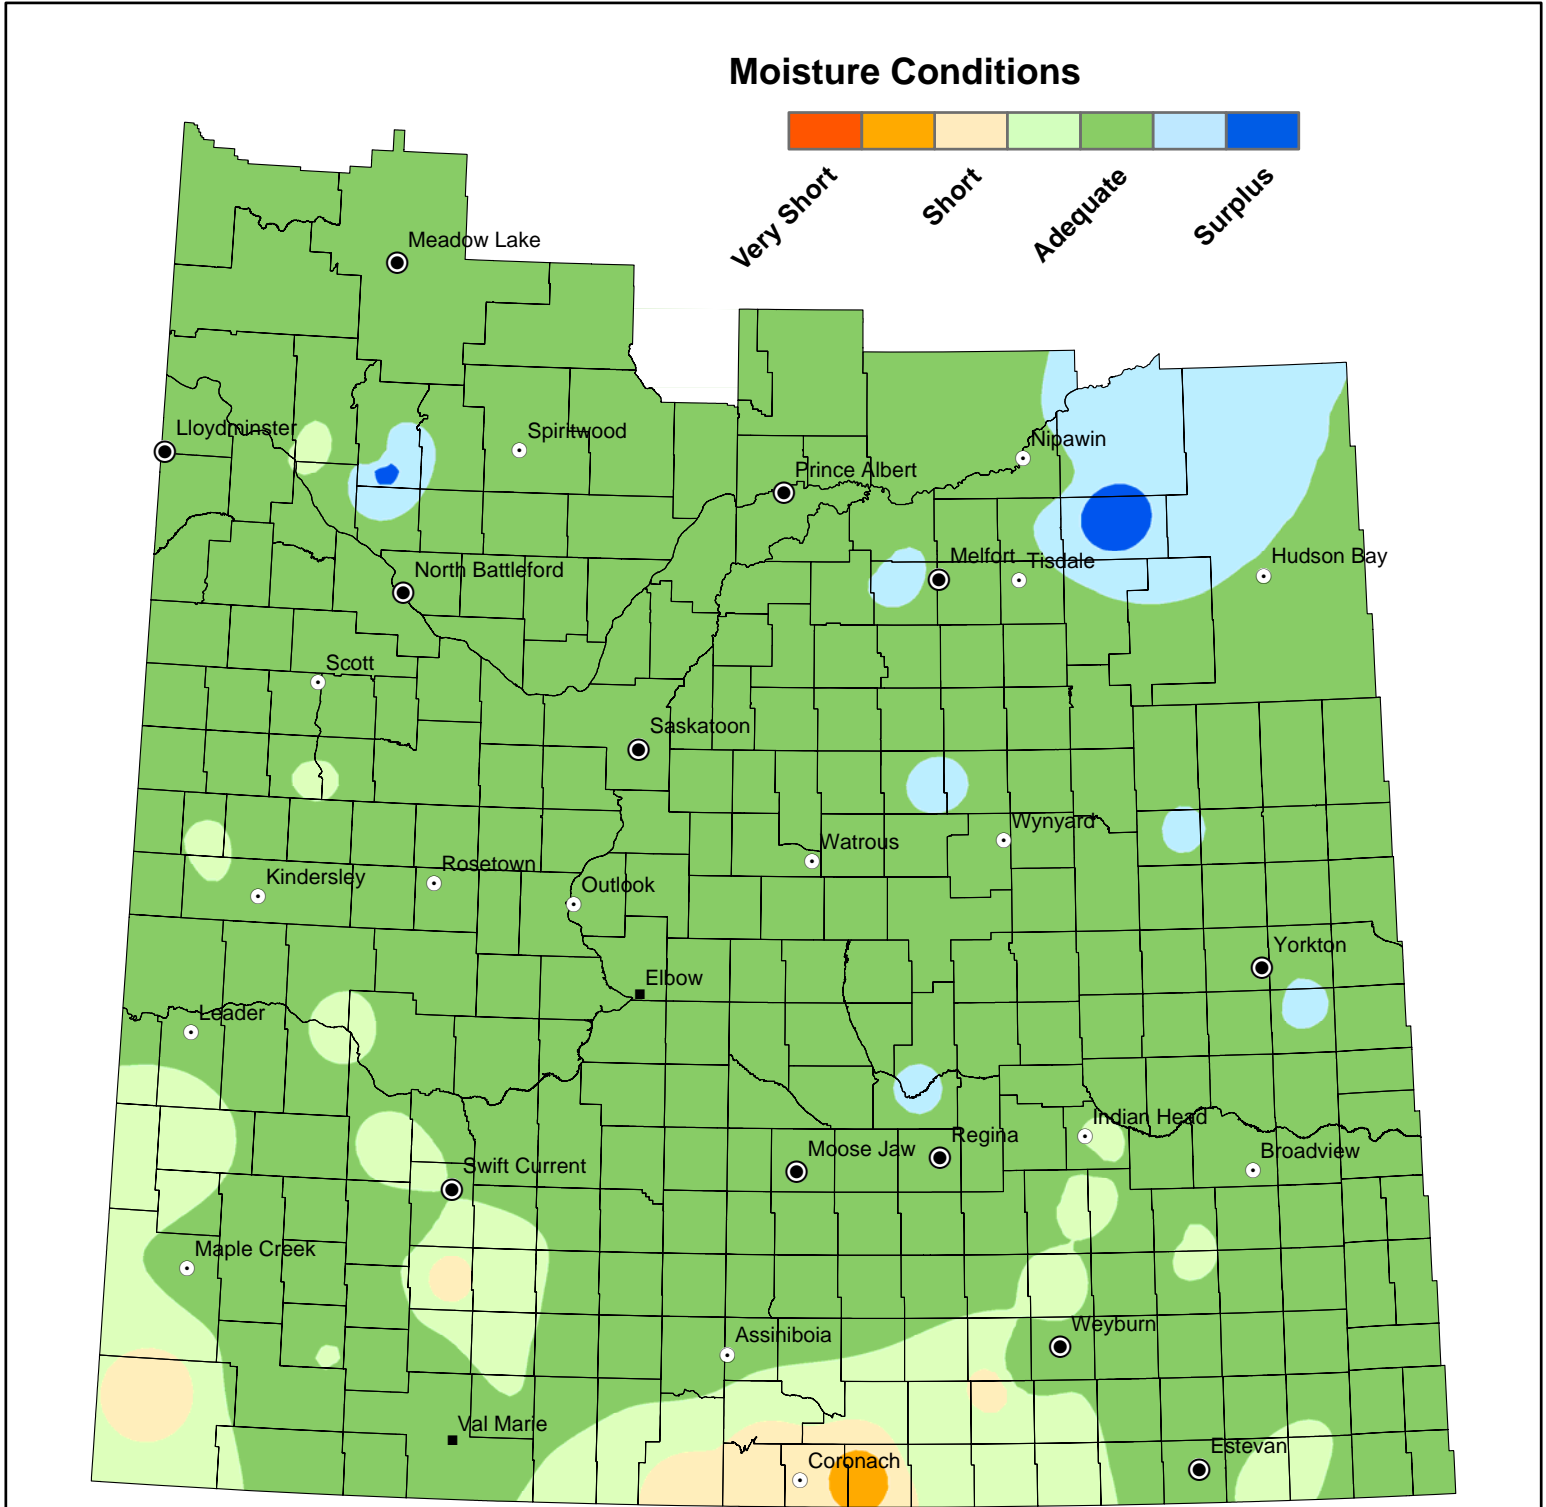 Moisture Conditions
Very Short
Short
Adequate
Surplus
Meadow Lake
Lloydminster
Spiritwood
Nipawin
Prince Albert
Melfort
Tisdale
Hudson Bay
North Battleford
Scott
Saskatoon
Wynyard
Watrous
Rosetown
Kindersley
Outlook
Yorkton
Elbow
Leader
Indian Head
Regina
Moose Jaw
Broadview
Swift Current
Maple Creek
Weyburn
Assiniboia
Val Marie
Estevan
Coronach